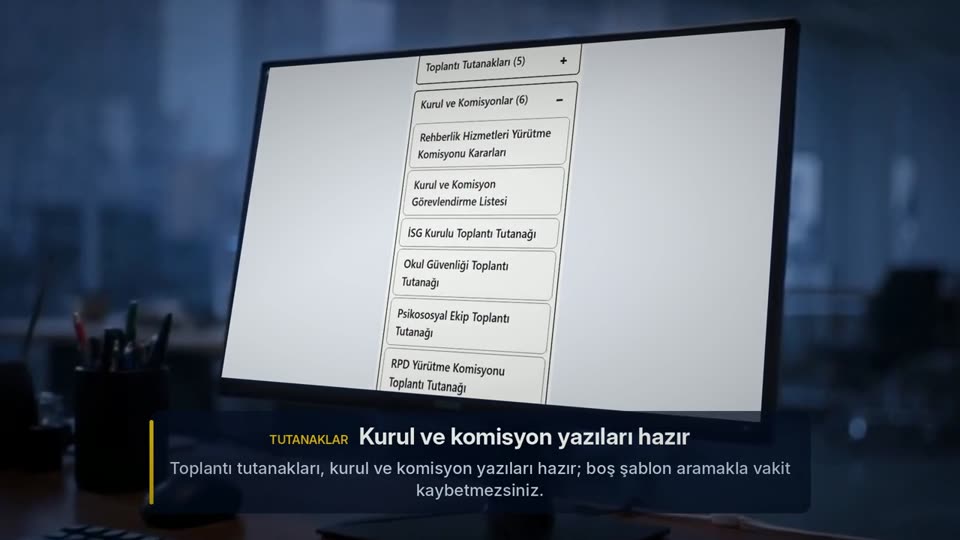 Toplantı Tutanakları (5) +
Kurul ve Komisyonlar (6) −
Rehberlik Hizmetleri Yürütme
Komisyonu Kararları
Kurul ve Komisyon
Görevlendirme Listesi
İSG Kurulu Toplantı Tutanağı
Okul Güvenliği Toplantı
Tutanağı
Psikososyal Ekip Toplantı
Tutanağı
RPD Yürütme Komisyonu
Toplantı Tutanağı
TUTANAKLAR Kurul ve komisyon yazıları hazır
Toplantı tutanakları, kurul ve komisyon yazıları hazır; boş şablon aramakla vakit
kaybetmezsiniz.